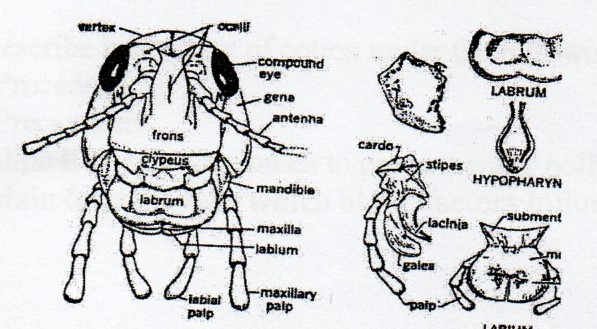 vertex
ocelli
compound
eye
gena
antenna
frons
clypeus
labrum
mandible
maxilla
labium
labial
palp
maxillary
palp
cardo
stipes
lacinia
galea
palp
LABRUM
HYPOPHARYN
subment
LABIUM